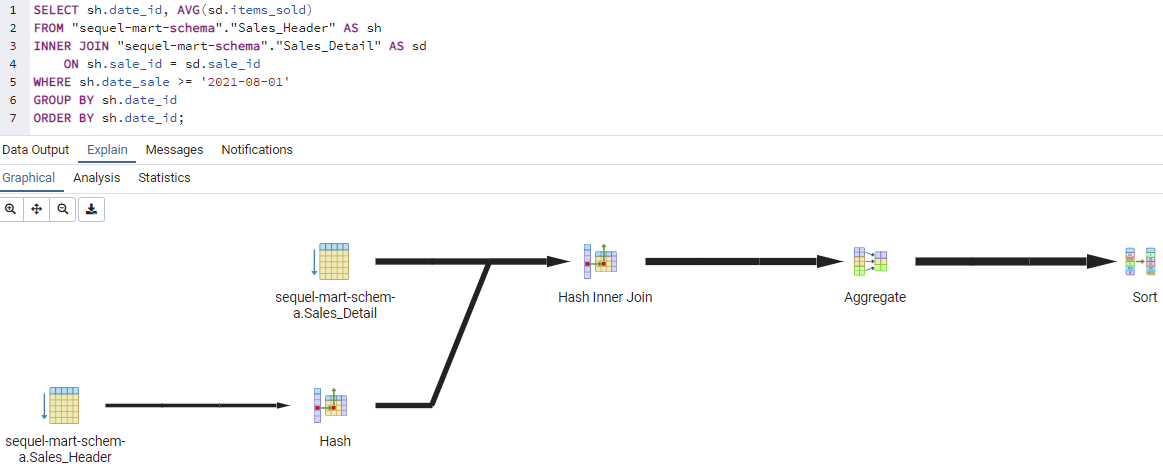 1 SELECT sh.date_id, AVG(sd.items_sold)
2 FROM "sequel-mart-schema"."Sales_Header" AS sh
3 INNER JOIN "sequel-mart-schema"."Sales_Detail" AS sd
4 ON sh.sale_id = sd.sale_id
5 WHERE sh.date_sale >= '2021-08-01'
6 GROUP BY sh.date_id
7 ORDER BY sh.date_id;
Data Output Explain Messages Notifications
Graphical Analysis Statistics
sequel-mart-schem-
a.Sales_Detail
Hash Inner Join
Aggregate
Sort
sequel-mart-schem-
a.Sales_Header
Hash